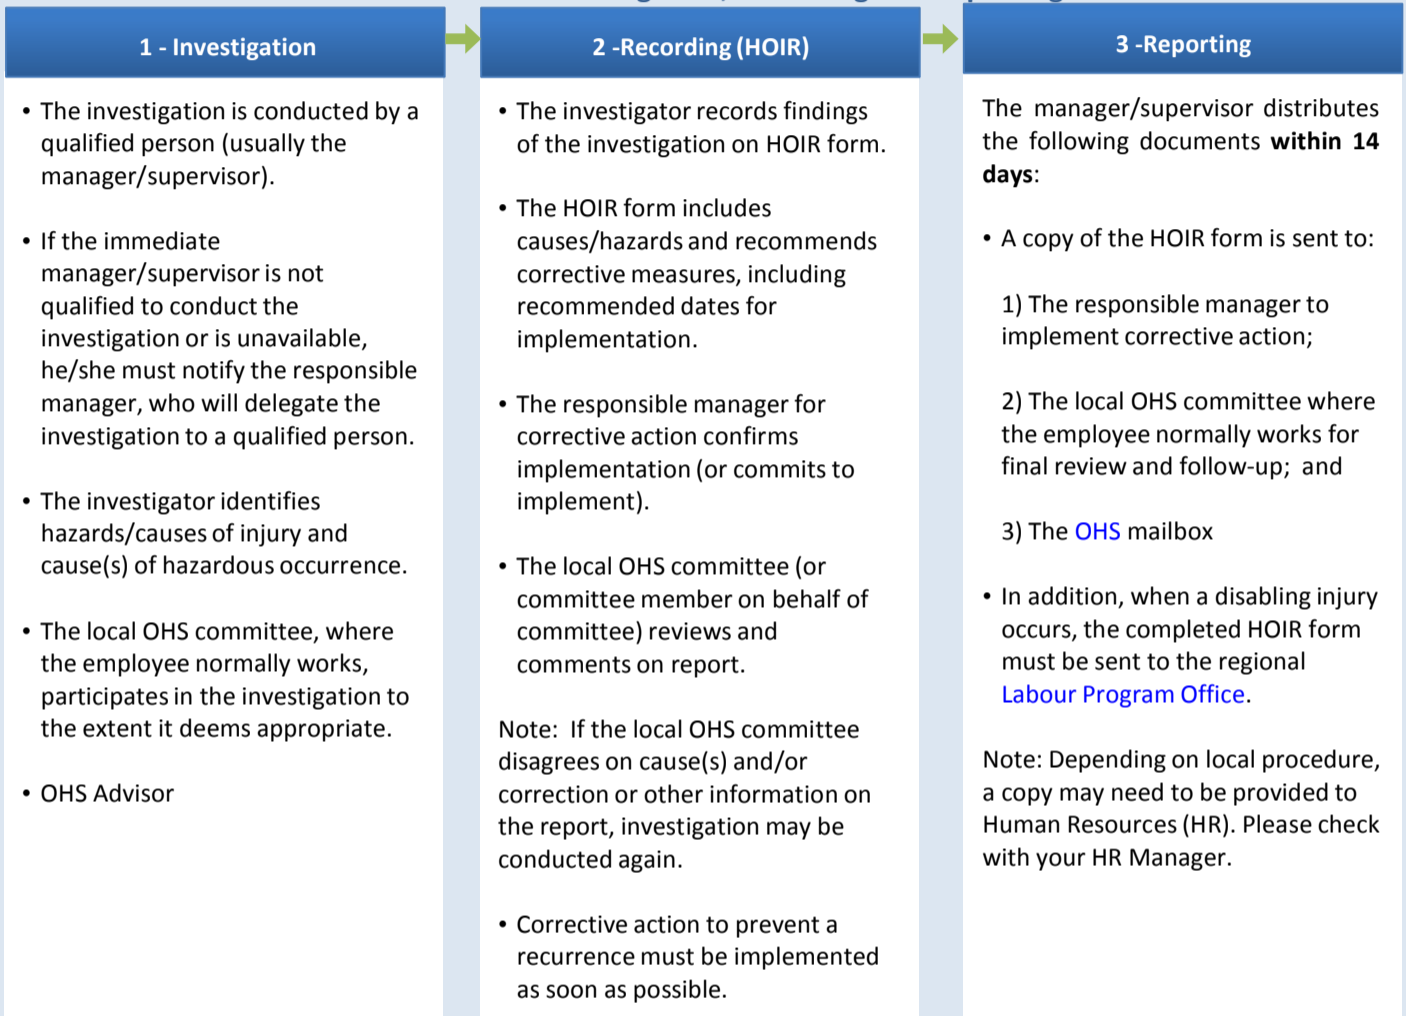 1 - Investigation
• The investigation is conducted by a
qualified person (usually the
manager/supervisor).
• If the immediate
manager/supervisor is not
qualified to conduct the
investigation or is unavailable,
he/she must notify the responsible
manager, who will delegate the
investigation to a qualified person.
• The investigator identifies
hazards/causes of injury and
cause(s) of hazardous occurrence.
• The local OHS committee, where
the employee normally works,
participates in the investigation to
the extent it deems appropriate.
• OHS Advisor
2 -Recording (HOIR)
• The investigator records findings
of the investigation on HOIR form.
• The HOIR form includes
causes/hazards and recommends
corrective measures, including
recommended dates for
implementation.
• The responsible manager for
corrective action confirms
implementation (or commits to
implement).
• The local OHS committee (or
committee member on behalf of
committee) reviews and
comments on report.
Note: If the local OHS committee
disagrees on cause(s) and/or
correction or other information on
the report, investigation may be
conducted again.
• Corrective action to prevent a
recurrence must be implemented
as soon as possible.
3 -Reporting
The manager/supervisor distributes
the following documents within 14
days:
• A copy of the HOIR form is sent to:
1) The responsible manager to
implement corrective action;
2) The local OHS committee where
the employee normally works for
final review and follow-up; and
3) The OHS mailbox
• In addition, when a disabling injury
occurs, the completed HOIR form
must be sent to the regional
Labour Program Office.
Note: Depending on local procedure,
a copy may need to be provided to
Human Resources (HR). Please check
with your HR Manager.